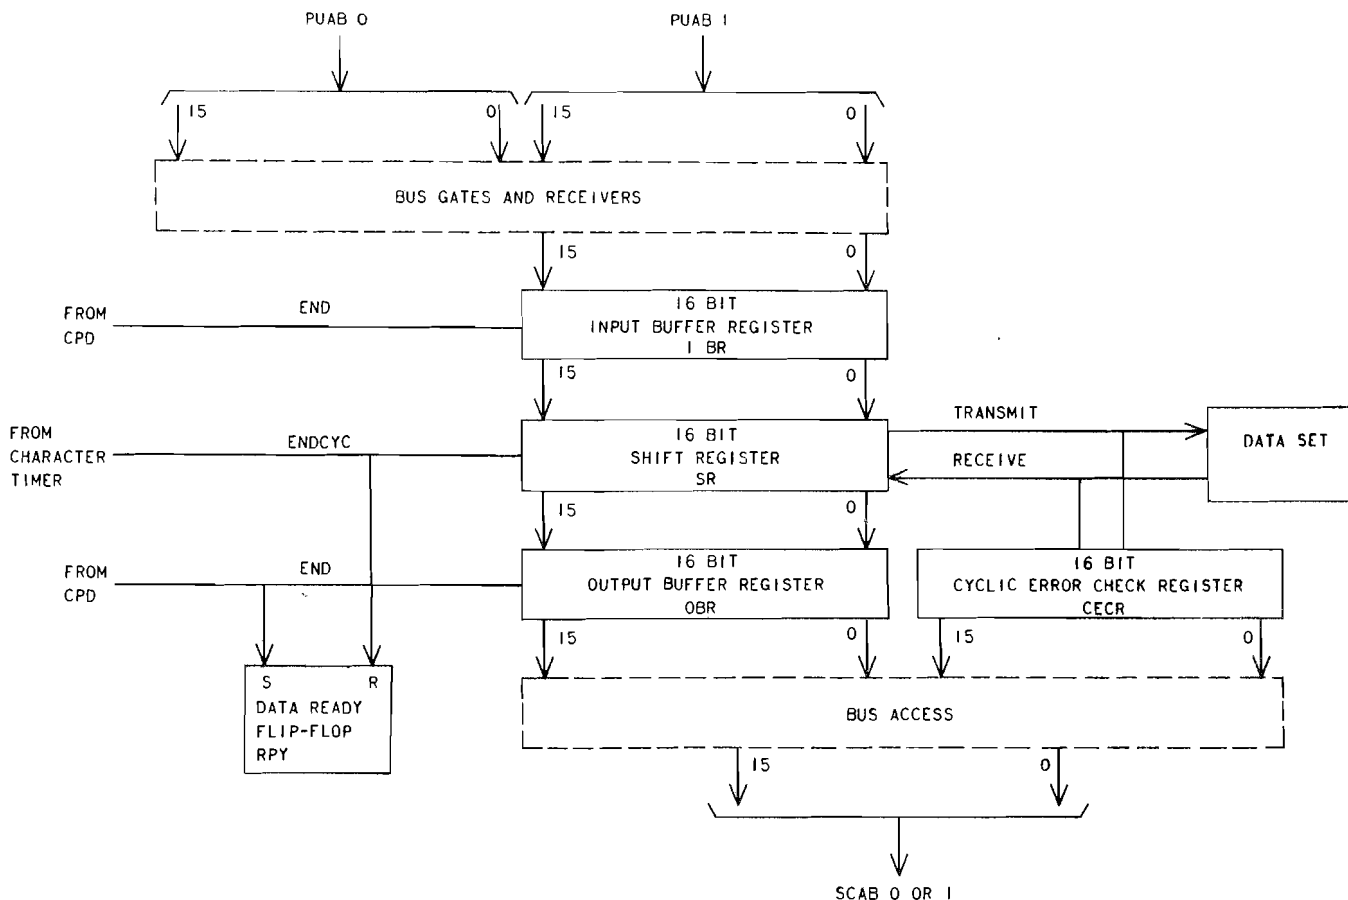 PUAB 0
PUAB 1
15
0
15
0
BUS GATES AND RECEIVERS
15
0
FROM
CPD
END
16 BIT
INPUT BUFFER REGISTER
I BR
15
0
FROM
CHARACTER
TIMER
ENDCYC
16 BIT
SHIFT REGISTER
SR
TRANSMIT
RECEIVE
DATA SET
15
0
FROM
CPD
END
16 BIT
OUTPUT BUFFER REGISTER
OBR
16 BIT
CYCLIC ERROR CHECK REGISTER
CECR
15
0
15
0
S
R
DATA READY
FLIP-FLOP
RPY
BUS ACCESS
15
0
SCAB 0 OR 1